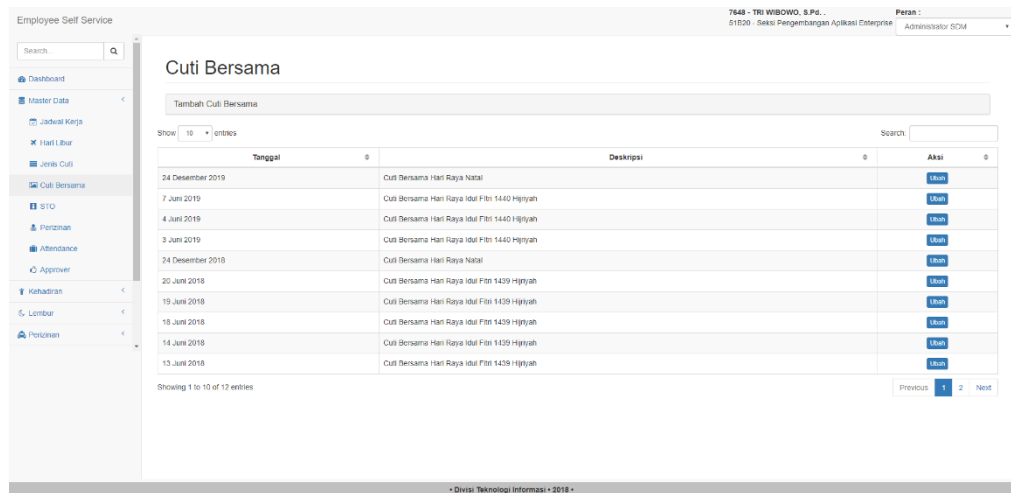 Employee Self Service
7648 - TRI WIBOWO, S.Pd. .
51B20 - Seksi Pengembangan Aplikasi Enterprise
Peran :
Administrator SDM
Search...
Dashboard
Master Data
Jadwal Kerja
Hari Libur
Jenis Cuti
Cuti Bersama
STO
Perizinan
Attendance
Approver
Kehadiran
Lembur
Perizinan
Cuti Bersama
Tambah Cuti Bersama
Show 10 entries
Search:
Tanggal Deskripsi Aksi
24 Desember 2019 Cuti Bersama Hari Raya Natal Ubah
7 Juni 2019 Cuti Bersama Hari Raya Idul Fitri 1440 Hijriyah Ubah
4 Juni 2019 Cuti Bersama Hari Raya Idul Fitri 1440 Hijriyah Ubah
3 Juni 2019 Cuti Bersama Hari Raya Idul Fitri 1440 Hijriyah Ubah
24 Desember 2018 Cuti Bersama Hari Raya Natal Ubah
20 Juni 2018 Cuti Bersama Hari Raya Idul Fitri 1439 Hijriyah Ubah
19 Juni 2018 Cuti Bersama Hari Raya Idul Fitri 1439 Hijriyah Ubah
18 Juni 2018 Cuti Bersama Hari Raya Idul Fitri 1439 Hijriyah Ubah
14 Juni 2018 Cuti Bersama Hari Raya Idul Fitri 1439 Hijriyah Ubah
13 Juni 2018 Cuti Bersama Hari Raya Idul Fitri 1439 Hijriyah Ubah
Showing 1 to 10 of 12 entries
Previous 1 2 Next
• Divisi Teknologi Informasi • 2018 •